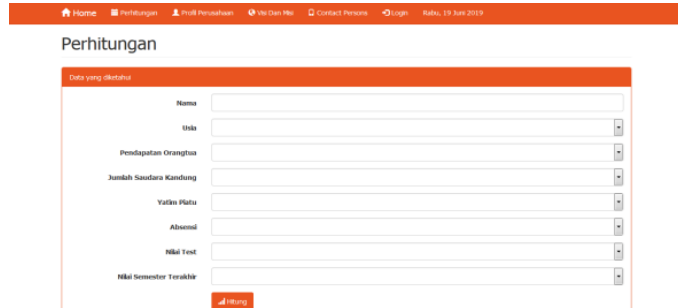 Home Perhitungan Profil Perusahaan Visi Dan Misi Contact Persons Login Rabu, 19 Juni 2019
Perhitungan
Data yang diketahui
Nama
Usia
Pendapatan Orangtua
Jumlah Saudara Kandung
Yatim Piatu
Absensi
Nilai Test
Nilai Semester Terakhir
Hitung